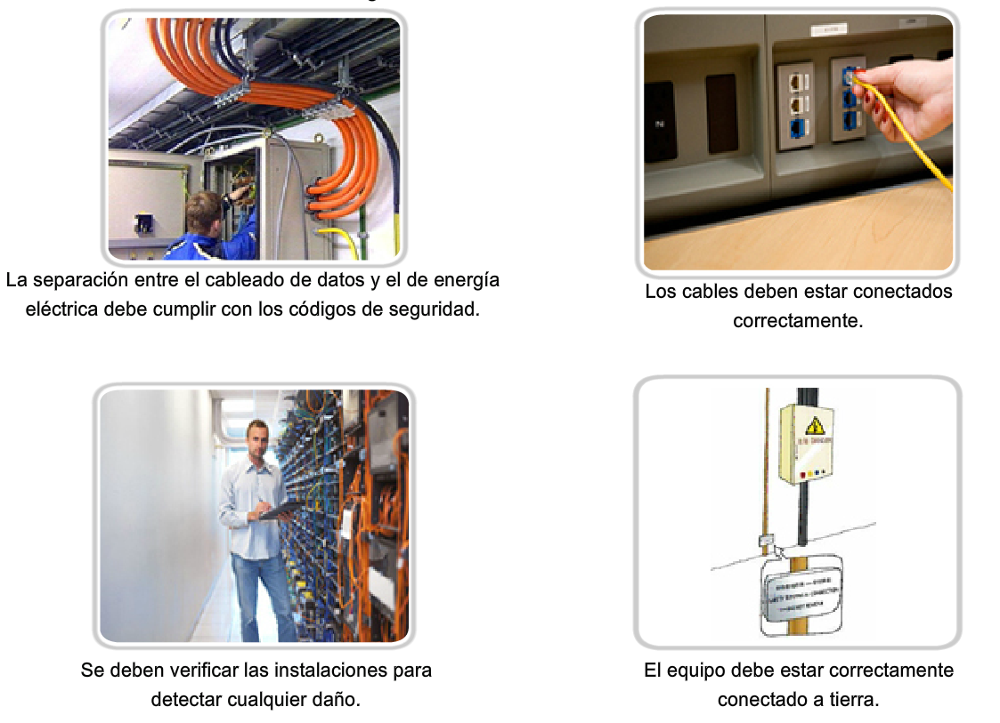 La separación entre el cableado de datos y el de energía
eléctrica debe cumplir con los códigos de seguridad.
Los cables deben estar conectados
correctamente.
Se deben verificar las instalaciones para
detectar cualquier daño.
El equipo debe estar correctamente
conectado a tierra.